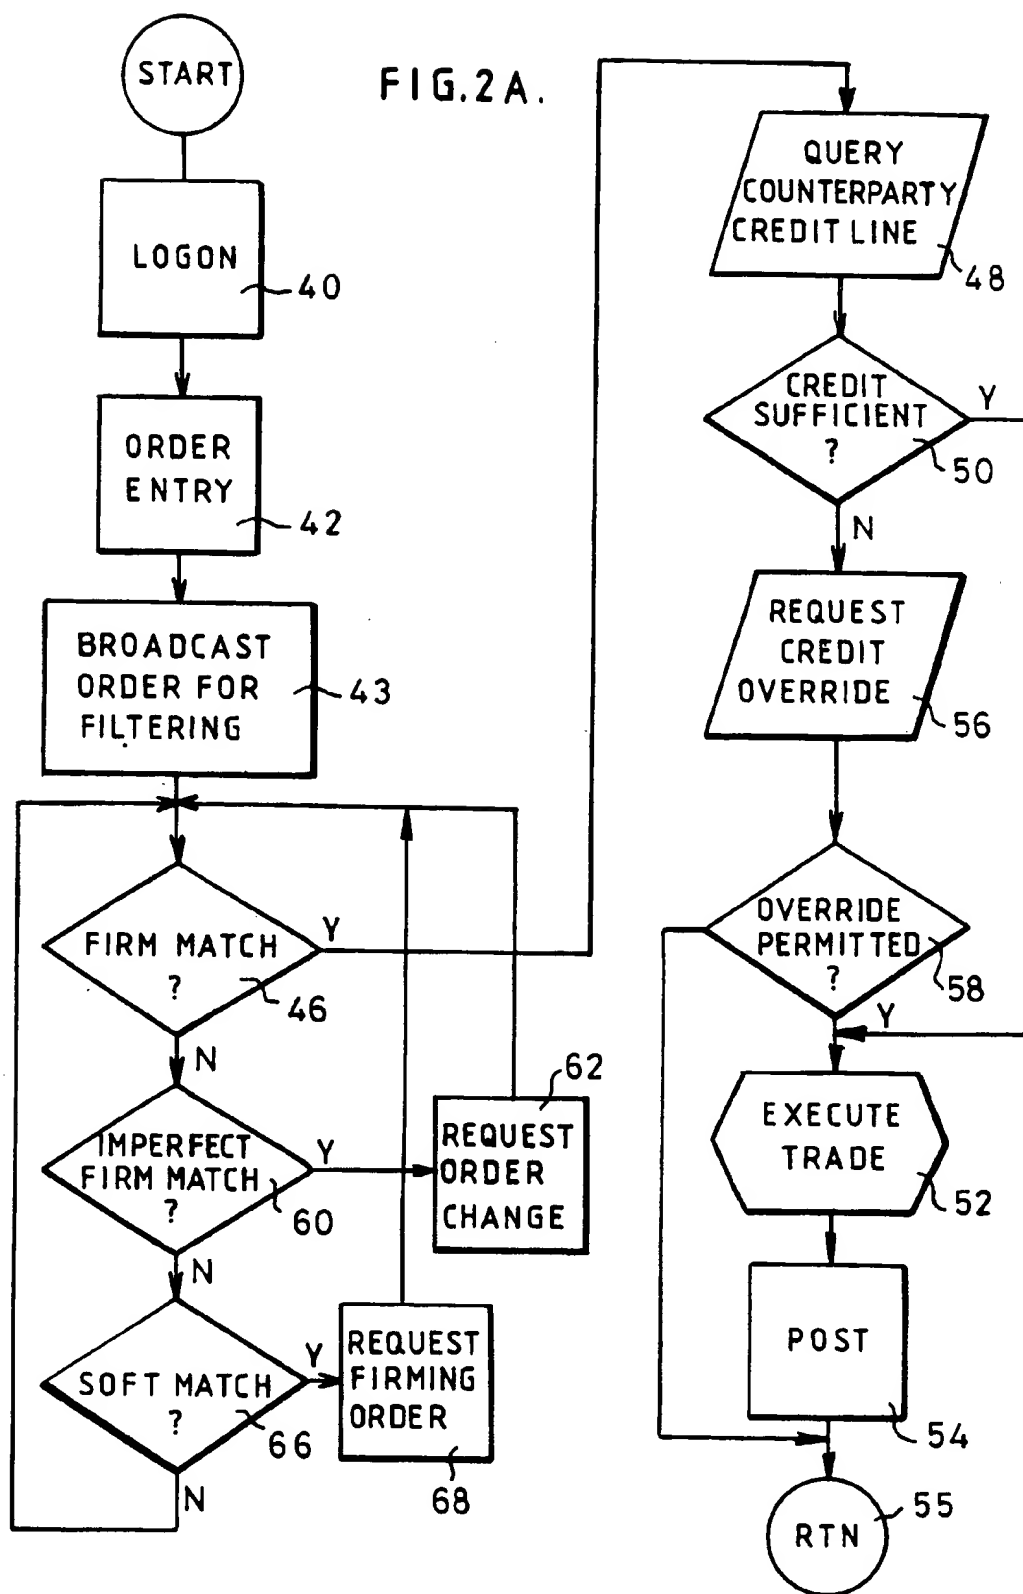 START
FIG.2A.
LOGON
40
ORDER
ENTRY
42
BROADCAST
ORDER FOR
FILTERING
43
FIRM MATCH
?
46
Y
N
IMPERFECT
FIRM MATCH
?
60
Y
N
62
REQUEST
ORDER
CHANGE
SOFT MATCH
?
66
Y
N
REQUEST
FIRMING
ORDER
68
QUERY
COUNTERPARTY
CREDIT LINE
48
CREDIT
SUFFICIENT
?
50
Y
N
REQUEST
CREDIT
OVERRIDE
56
OVERRIDE
PERMITTED
?
58
Y
EXECUTE
TRADE
52
POST
54
RTN
55